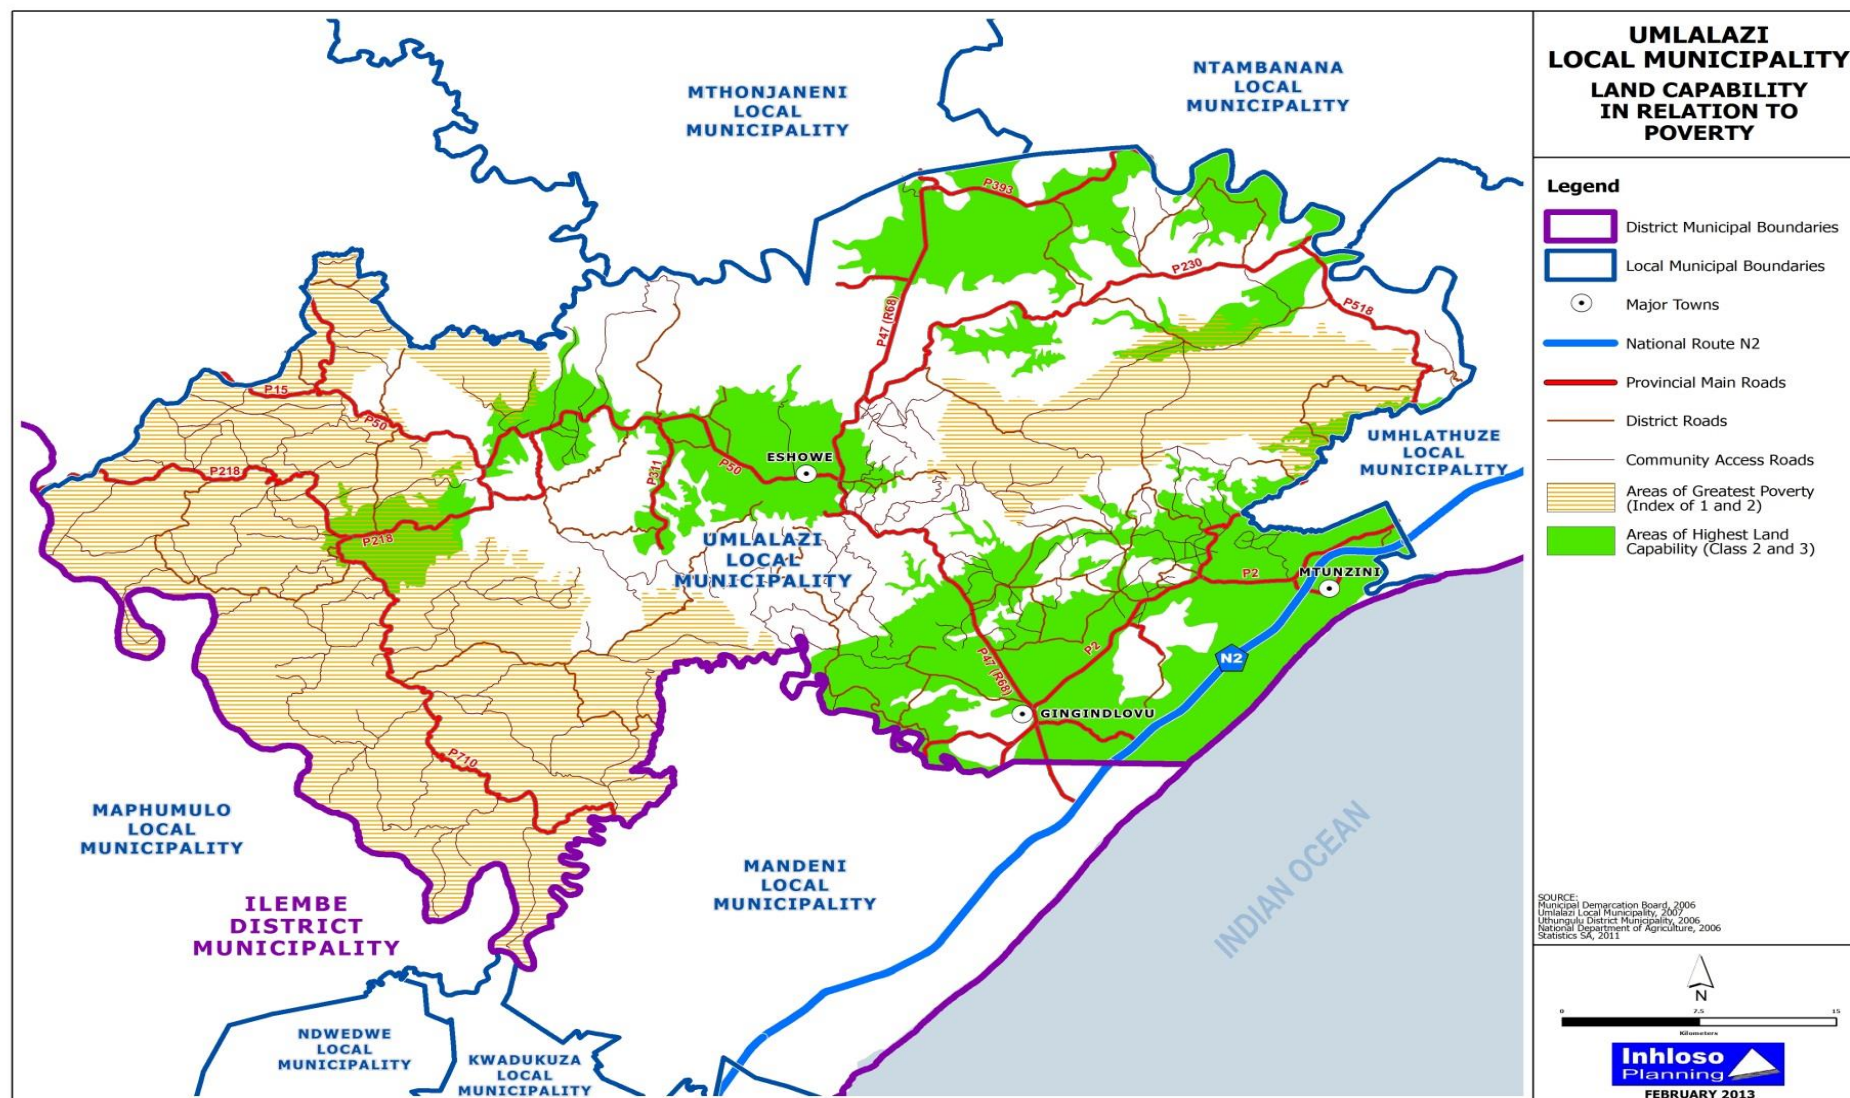 UMLALAZI
LOCAL MUNICIPALITY
LAND CAPABILITY
IN RELATION TO
POVERTY
Legend
District Municipal Boundaries
Local Municipal Boundaries
Major Towns
National Route N2
Provincial Main Roads
District Roads
Community Access Roads
Areas of Greatest Poverty
(Index of 1 and 2)
Areas of Highest Land
Capability (Class 2 and 3)
SOURCE:
Municipal Demarcation Board, 2006
Umlalazi Local Municipality, 2007
Uthungulu District Municipality, 2006
National Department of Agriculture, 2006
Statistics SA, 2011
N
0 7.5 15
Kilometers
Inhloso
Planning
FEBRUARY 2013
MTHONJANENI
LOCAL
MUNICIPALITY
NTAMBANANA
LOCAL
MUNICIPALITY
P393
P230
P518
P47 (R68)
P15
P50
P218
P218
P311
P50
ESHOWE
UMHLATHUZE
LOCAL
MUNICIPALITY
UMLALAZI
LOCAL
MUNICIPALITY
P2
MTUNZINI
P2
N2
P47 (R68)
GINGINDLOVU
P710
MAPHUMULO
LOCAL
MUNICIPALITY
MANDENI
LOCAL
MUNICIPALITY
INDIAN OCEAN
ILEMBE
DISTRICT
MUNICIPALITY
NDWEDWE
LOCAL
MUNICIPALITY
KWADUKUZA
LOCAL
MUNICIPALITY